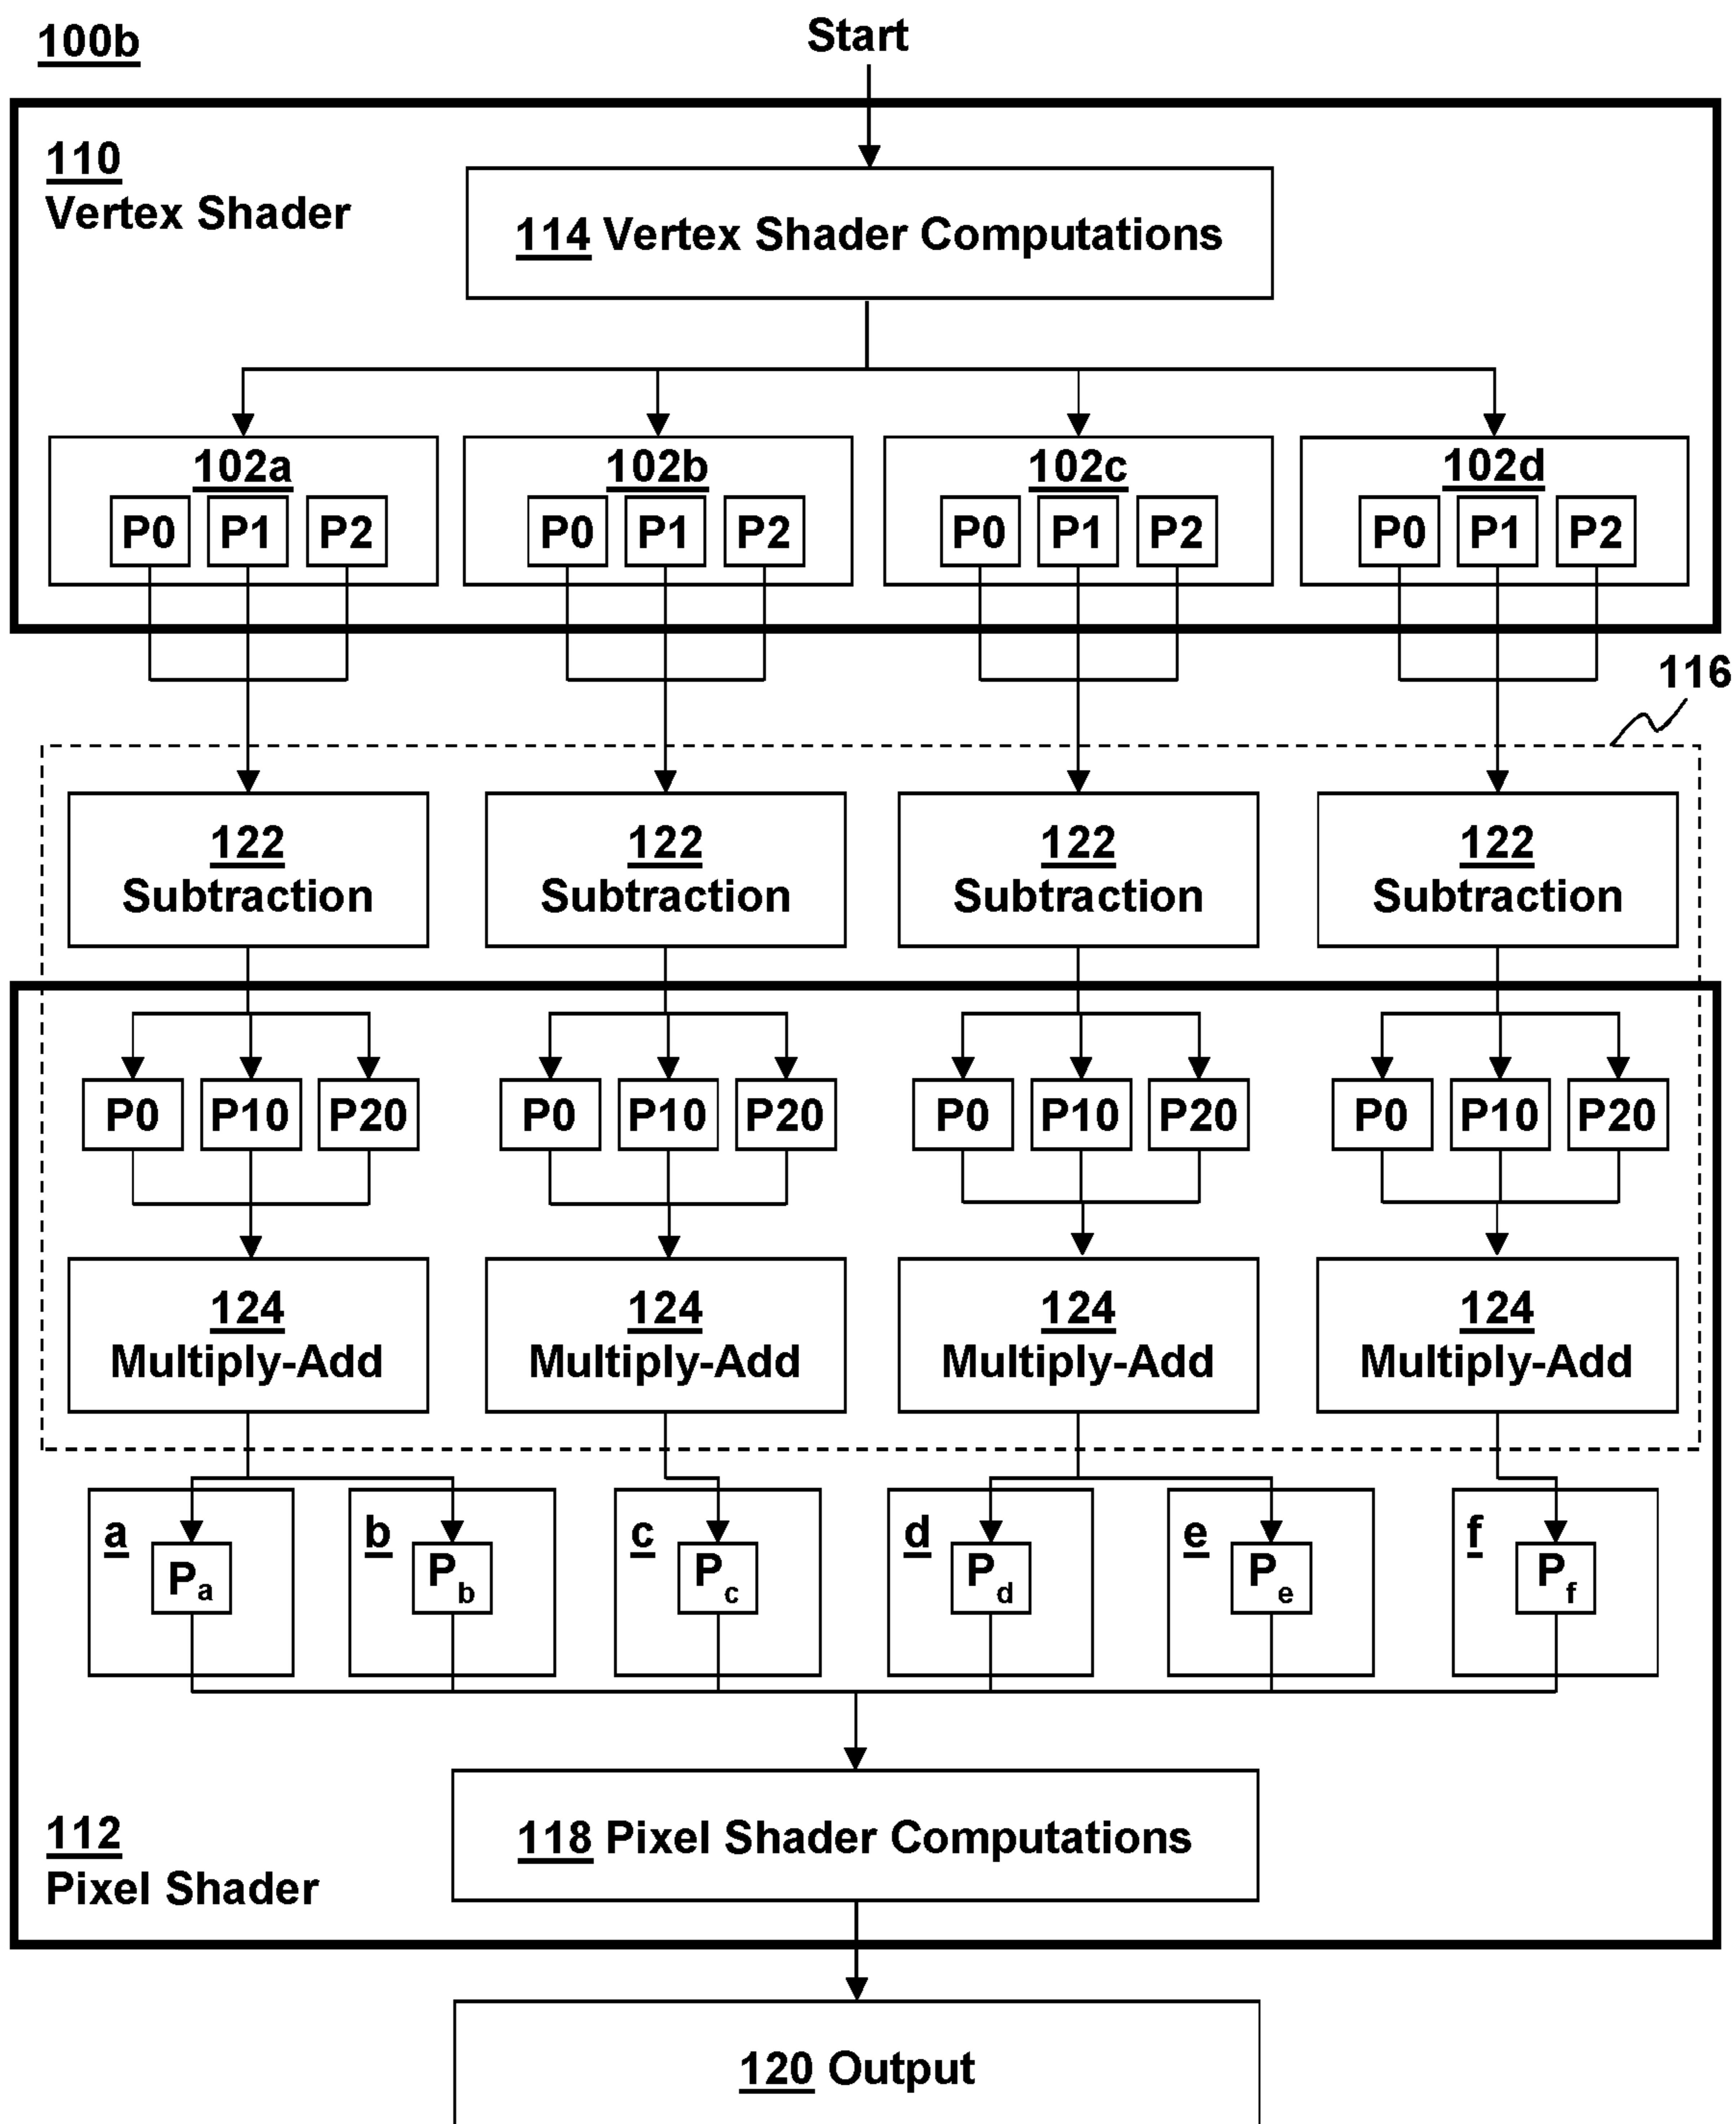 100b
Start
110
Vertex Shader
114 Vertex Shader Computations
102a 102b 102c 102d
P0 P1 P2 P0 P1 P2 P0 P1 P2 P0 P1 P2
116
122 122 122 122
Subtraction Subtraction Subtraction Subtraction
P0 P10 P20 P0 P10 P20 P0 P10 P20 P0 P10 P20
124 124 124 124
Multiply-Add Multiply-Add Multiply-Add Multiply-Add
a b c d e f
Pa Pb Pc Pd Pe Pf
118 Pixel Shader Computations
112
Pixel Shader
120 Output